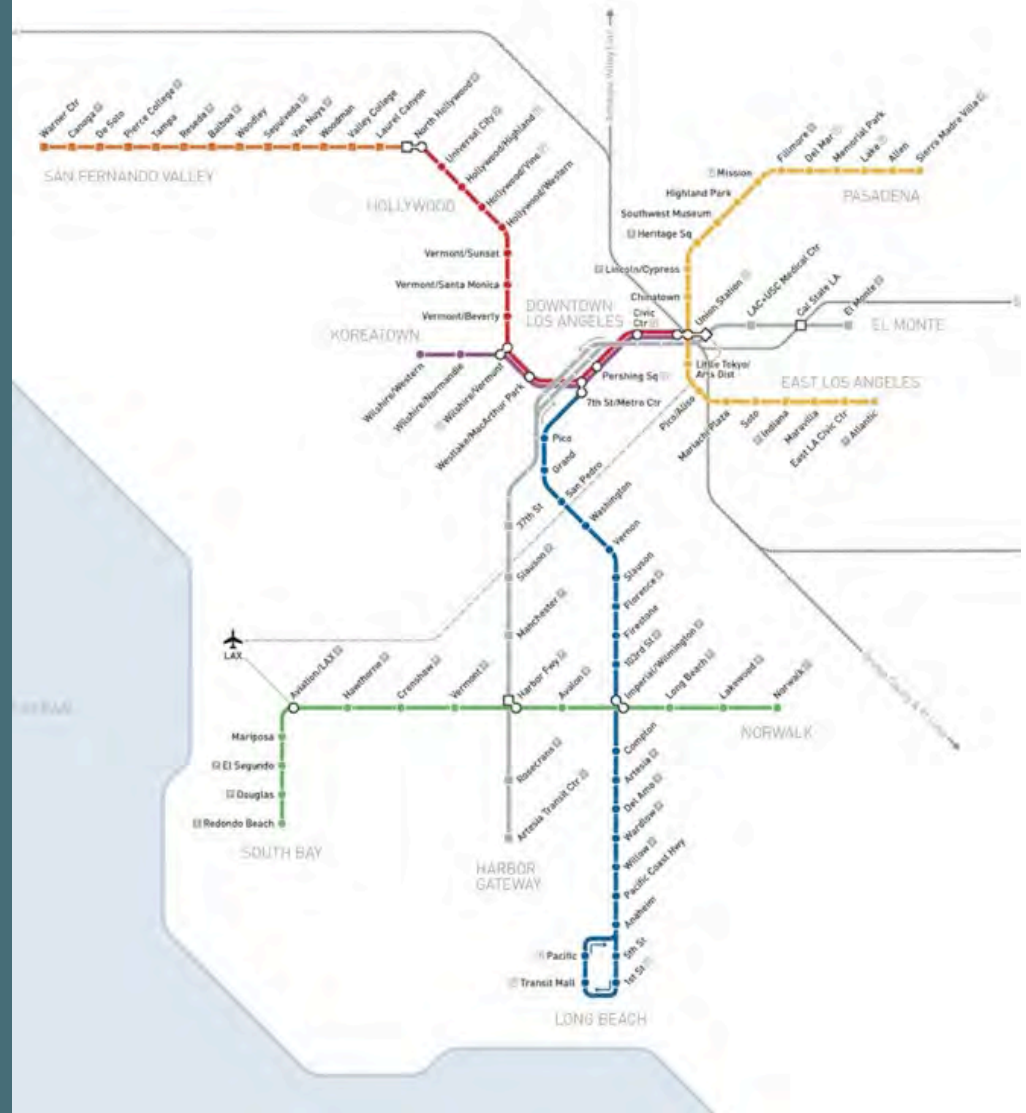 Warner Ctr
Canoga
De Soto
Pierce College
Tampa
Reseda
Balboa
Woodley
Sepulveda
Van Nuys
Woodman
Valley College
Laurel Canyon
North Hollywood
SAN FERNANDO VALLEY
Universal City
Hollywood/Highland
Hollywood/Vine
Hollywood/Western
HOLLYWOOD
Vermont/Sunset
Vermont/Santa Monica
Vermont/Beverly
KOREATOWN
Wilshire/Western
Wilshire/Normandie
Wilshire/Vermont
Westlake/MacArthur Park
DOWNTOWN
LOS ANGELES
Civic
Ctr
Pershing Sq
7th St/Metro Ctr
Fillmore
Del Mar
Memorial Park
Lake
Allen
Sierra Madre Villa
PASADENA
Mission
Highland Park
Southwest Museum
Heritage Sq
Lincoln/Cypress
Chinatown
Union Station
LAC+USC Medical Ctr
Cal State LA
El Monte
EL MONTE
Little Tokyo/
Arts Dist
EAST LOS ANGELES
Pico/Aliso
Mariachi Plaza
Soto
Indiana
Maravilla
East LA Civic Ctr
Atlantic
Pico
Grand
San Pedro
Washington
Vernon
Slauson
Florence
Firestone
103rd St
Imperial/Wilmington
37th St
Slauson
Manchester
Harbor Fwy
LAX
Aviation/LAX
Hawthorne
Crenshaw
Vermont
Avalon
Long Beach
Lakewood
Norwalk
NORWALK
Mariposa
El Segundo
Douglas
Redondo Beach
SOUTH BAY
Rosecrans
Artesia Transit Ctr
HARBOR
GATEWAY
Compton
Artesia
Del Amo
Wardlow
Willow
Pacific Coast Hwy
Anaheim
5th St
1st St
Pacific
Transit Mall
LONG BEACH